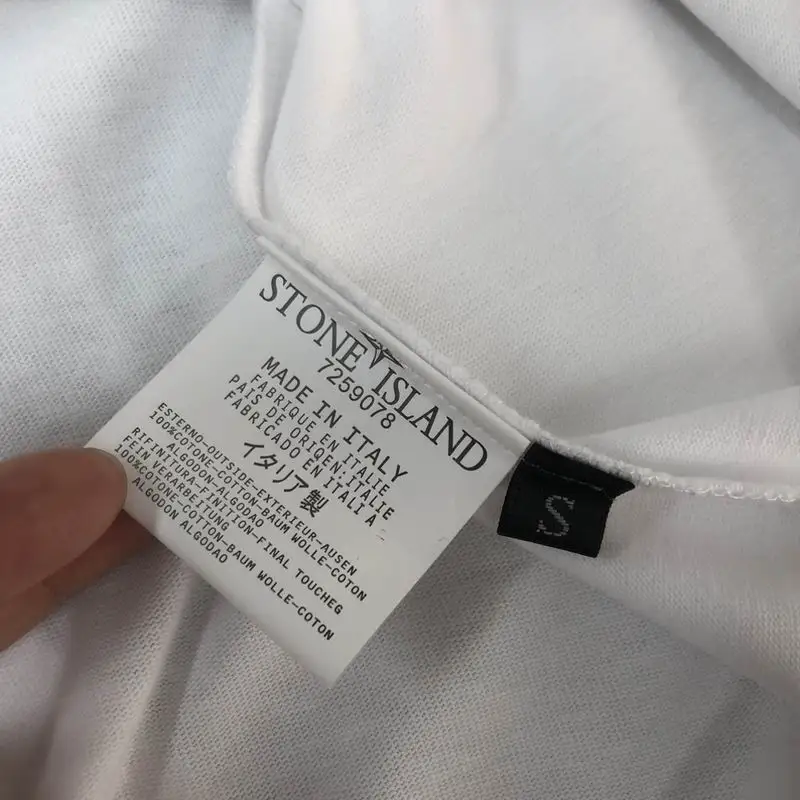 STONE ISLAND
7259078
MADE IN ITALY
FABRIQUE EN ITALIE
PAIS DE ORIGEN:ITALIE
FABRICADO EN ITALI A
イタリア製
ESTERNO-OUTSIDE-EXTERIEUR-AUSEN
100%COTONE-COTTON-BAUM WOLLE-COTON
ALGODON ALGODAO
RIFINITURA-FINITION-FINAL TOUCHEG
FEIN VERARBEITUNG
100%COTONE-COTTON-BAUM WOLLE-COTON
ALGODON ALGODAO
S